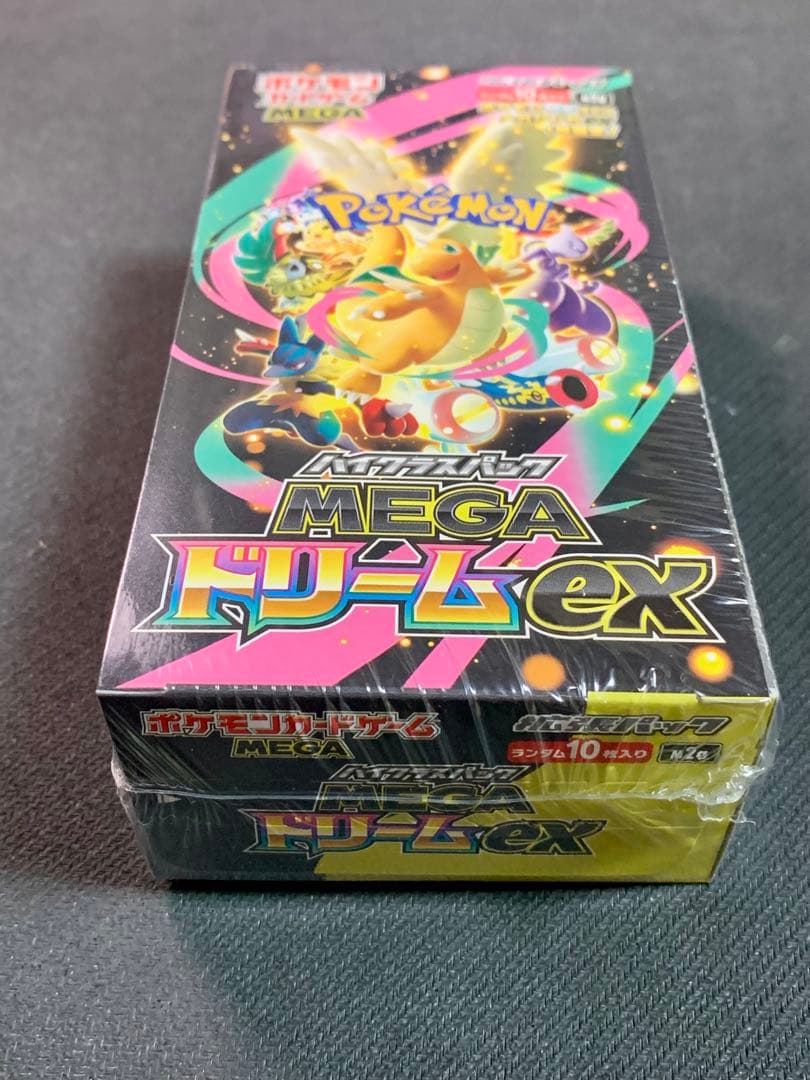 ポケモン
カードゲーム
MEGA
Pokémon
ハイクラスパック
MEGA
ドリームex
ポケモンカードゲーム
MEGA
拡張パック
ランダム10枚入り
M2a
ハイクラスパック
MEGA
ドリームex